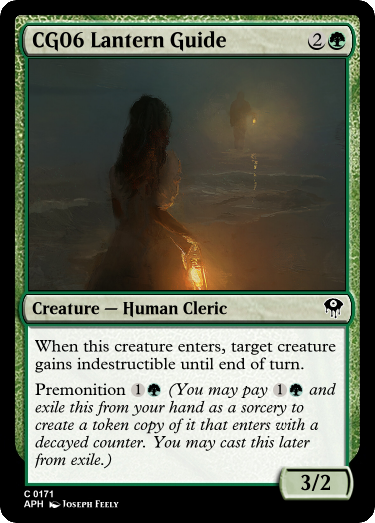 CG06 Lantern Guide 2
Creature — Human Cleric
When this creature enters, target creature
gains indestructible until end of turn.
Premonition 1 (You may pay 1 and
exile this from your hand as a sorcery to
create a token copy of it that enters with
a decayed counter. You may cast this later
from exile.)
3/2
C 0171
APH Joseph Feely